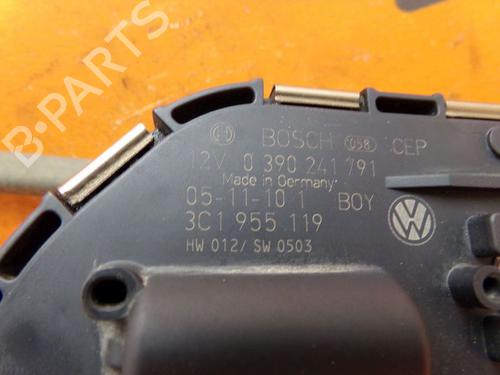 BOSCH 058 CEP
12V 0 390 241 791
Made in Germany
05-11-10 1 BOY
3C1 955 119
HW 012/ SW 0503
B-PARTS